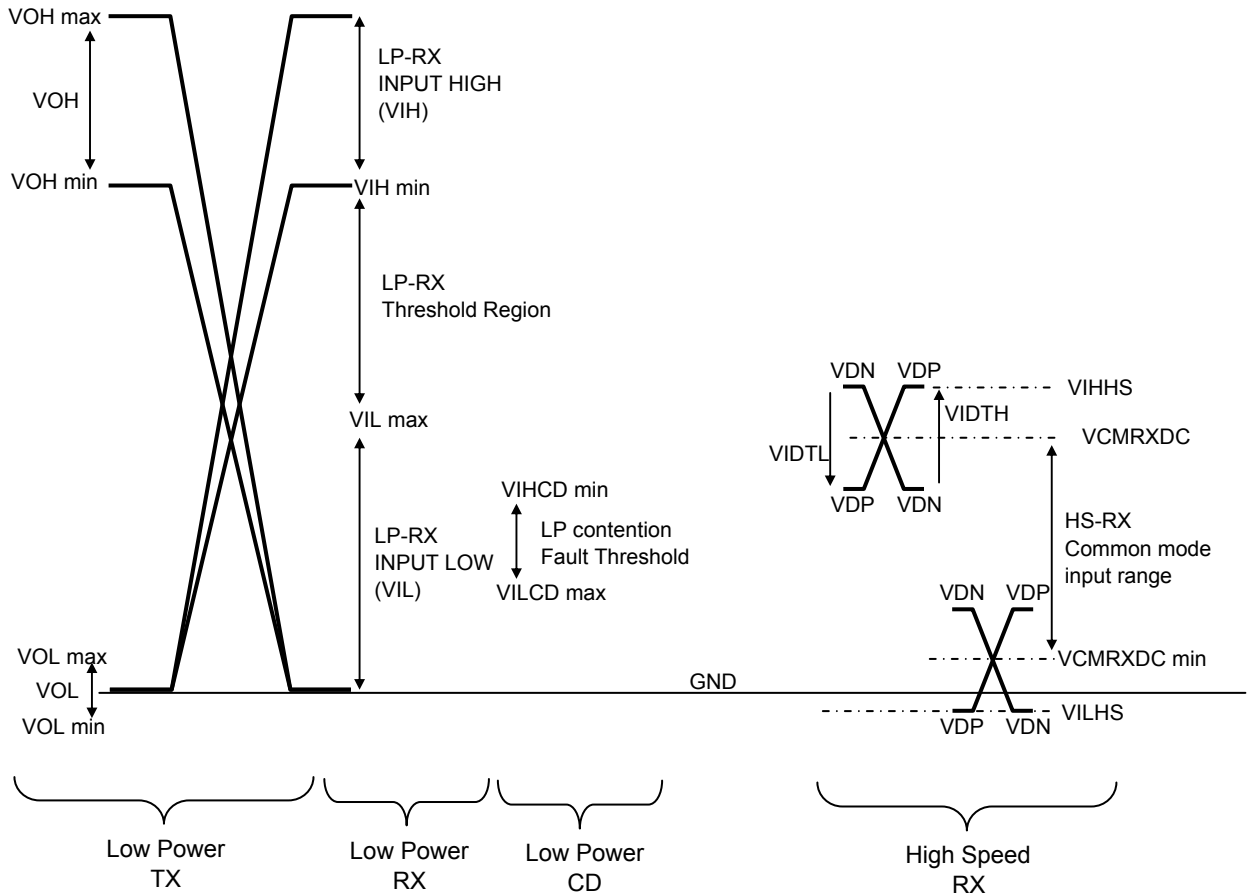 VOH max
VOH
VOH min
LP-RX
INPUT HIGH
(VIH)
VIH min
LP-RX
Threshold Region
VIL max
LP-RX
INPUT LOW
(VIL)
VIHCD min
LP contention
Fault Threshold
VILCD max
VDN
VDP
VIHHS
VIDTH
VCMRXDC
VIDTL
VDP
VDN
HS-RX
Common mode
input range
VDN
VDP
VCMRXDC min
VOL max
VOL
VOL min
GND
VILHS
VDP
VDN
Low Power
TX
Low Power
RX
Low Power
CD
High Speed
RX